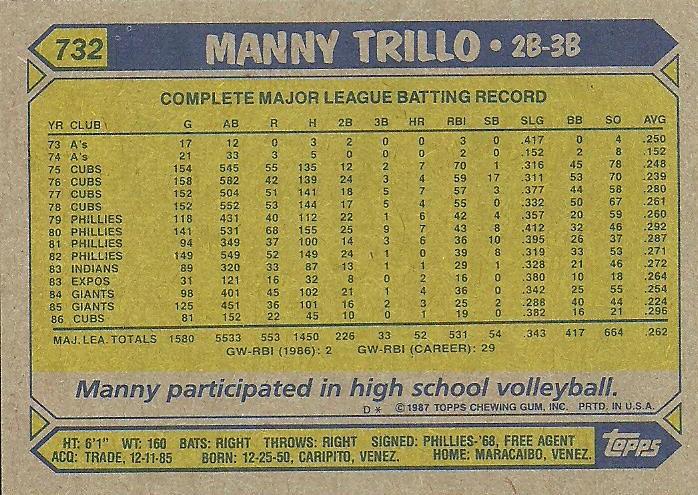 732
MANNY TRILLO • 2B-3B
COMPLETE MAJOR LEAGUE BATTING RECORD
YR CLUB G AB R H 2B 3B HR RBI SB SLG BB SO AVG
73 A's 17 12 0 3 2 0 0 3 0 .417 0 4 .250
74 A's 21 33 3 5 0 0 0 2 0 .152 2 8 .152
75 CUBS 154 545 55 135 12 2 7 70 1 .316 45 78 .248
76 CUBS 158 582 42 139 24 3 4 59 17 .311 53 70 .239
77 CUBS 152 504 51 141 18 5 7 57 3 .377 44 58 .280
78 CUBS 152 552 53 144 17 5 4 55 0 .332 50 67 .261
79 PHILLIES 118 431 40 112 22 1 6 42 4 .357 20 59 .260
80 PHILLIES 141 531 68 155 25 9 7 43 8 .412 32 46 .292
81 PHILLIES 94 349 37 100 14 3 6 36 10 .395 26 37 .287
82 PHILLIES 149 549 52 149 24 1 0 39 8 .319 33 53 .271
83 INDIANS 89 320 33 87 13 1 1 29 1 .328 21 46 .272
83 EXPOS 31 121 16 32 8 0 2 16 0 .380 10 18 .264
84 GIANTS 98 401 45 102 21 1 4 36 0 .342 25 55 .254
85 GIANTS 125 451 36 101 16 2 3 25 2 .288 40 44 .224
86 CUBS 81 152 22 45 10 0 1 19 0 .382 16 21 .296
MAJ. LEA. TOTALS 1580 5533 553 1450 226 33 52 531 54 .343 417 664 .262
GW-RBI (1986): 2 GW-RBI (CAREER): 29
Manny participated in high school volleyball.
D * © 1987 TOPPS CHEWING GUM, INC. PRTD. IN U.S.A.
HT: 6'1" WT: 160 BATS: RIGHT THROWS: RIGHT SIGNED: PHILLIES-'68, FREE AGENT
ACQ: TRADE, 12-11-85 BORN: 12-25-50, CARIPITO, VENEZ. HOME: MARACAIBO, VENEZ.
topps